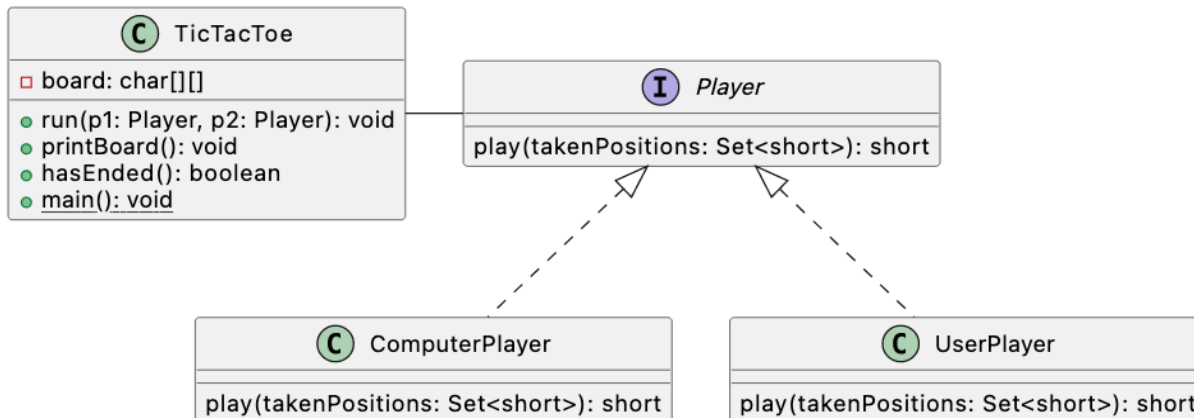 C TicTacToe
board: char[][]
run(p1: Player, p2: Player): void
printBoard(): void
hasEnded(): boolean
main(): void
I Player
play(takenPositions: Set<short>): short
C ComputerPlayer
play(takenPositions: Set<short>): short
C UserPlayer
play(takenPositions: Set<short>): short